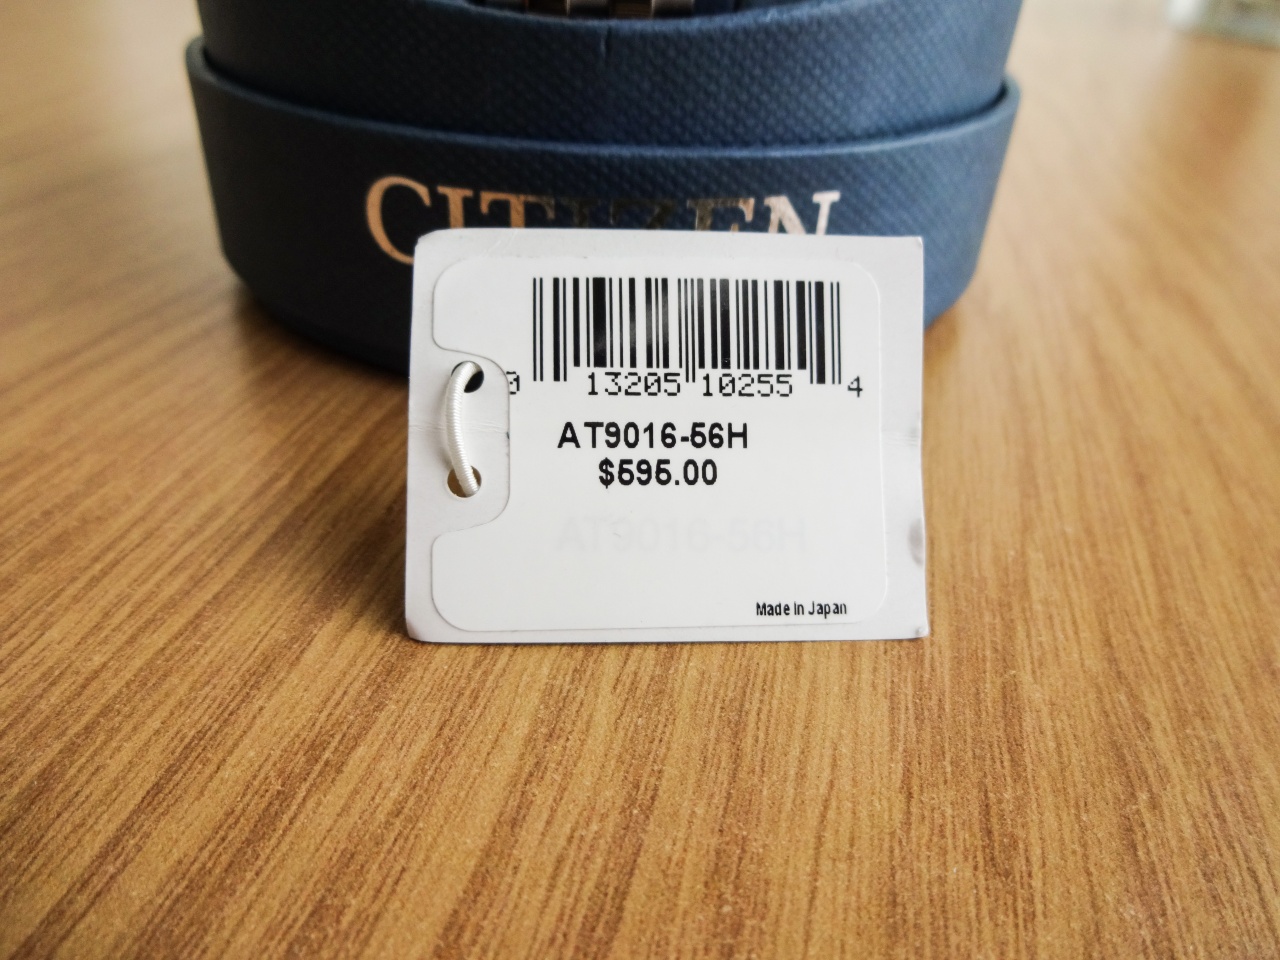 CITIZEN
0 13205 10255 4
AT9016-56H
$595.00
AT9016-56H
Made in Japan